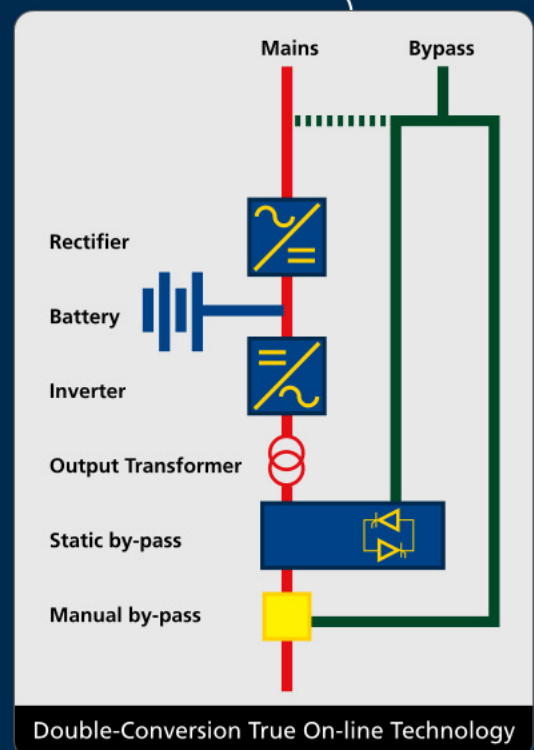 Mains Bypass
Rectifier
Battery
Inverter
Output Transformer
Static by-pass
Manual by-pass
Double-Conversion True On-line Technology